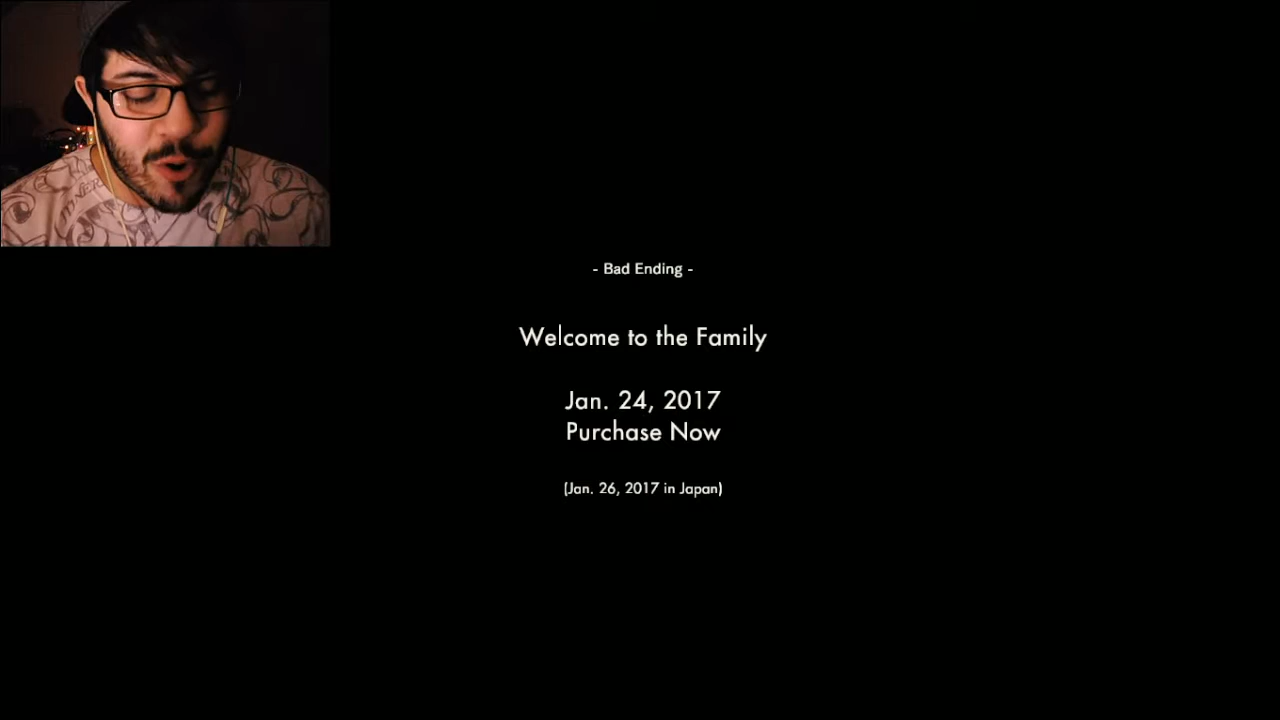 - Bad Ending -
Welcome to the Family
Jan. 24, 2017
Purchase Now
(Jan. 26, 2017 in Japan)